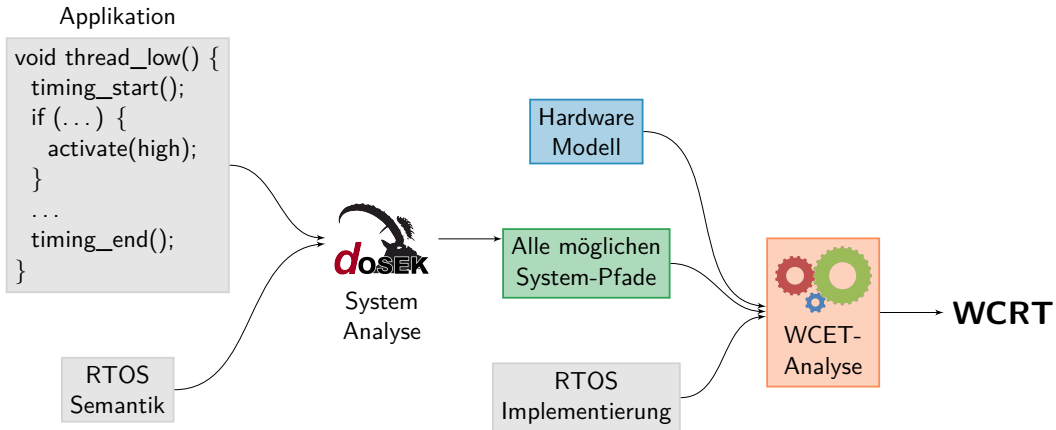 Applikation
void thread_low() {
timing_start();
if (...) {
activate(high);
}
...
timing_end();
}
RTOS
Semantik
dOSEK
System
Analyse
Hardware
Modell
Alle möglichen
System-Pfade
RTOS
Implementierung
WCET-
Analyse
WCRT